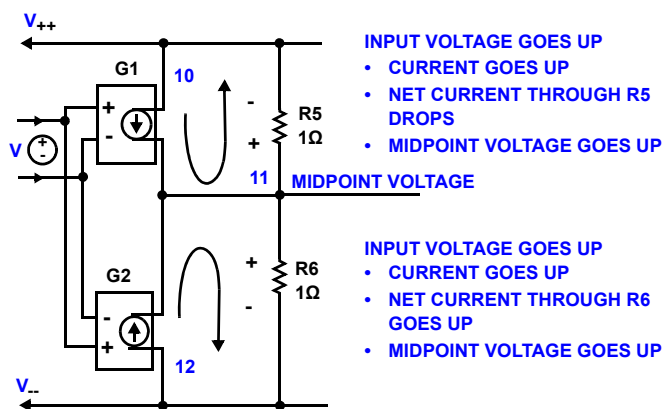 V++
G1
10
INPUT VOLTAGE GOES UP
• CURRENT GOES UP
• NET CURRENT THROUGH R5
DROPS
• MIDPOINT VOLTAGE GOES UP
+
-
-
+
R5
1Ω
V
+
-
11
MIDPOINT VOLTAGE
G2
-
+
+
-
R6
1Ω
12
INPUT VOLTAGE GOES UP
• CURRENT GOES UP
• NET CURRENT THROUGH R6
GOES UP
• MIDPOINT VOLTAGE GOES UP
V--